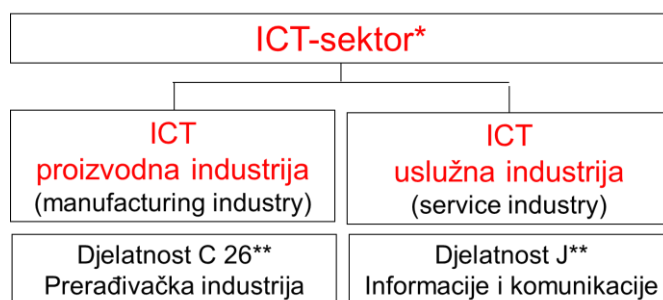 ICT-sektor*
ICT
proizvodna industrija
(manufacturing industry)
ICT
uslužna industrija
(service industry)
Djelatnost C 26**
Prerađivačka industrija
Djelatnost J**
Informacije i komunikacije